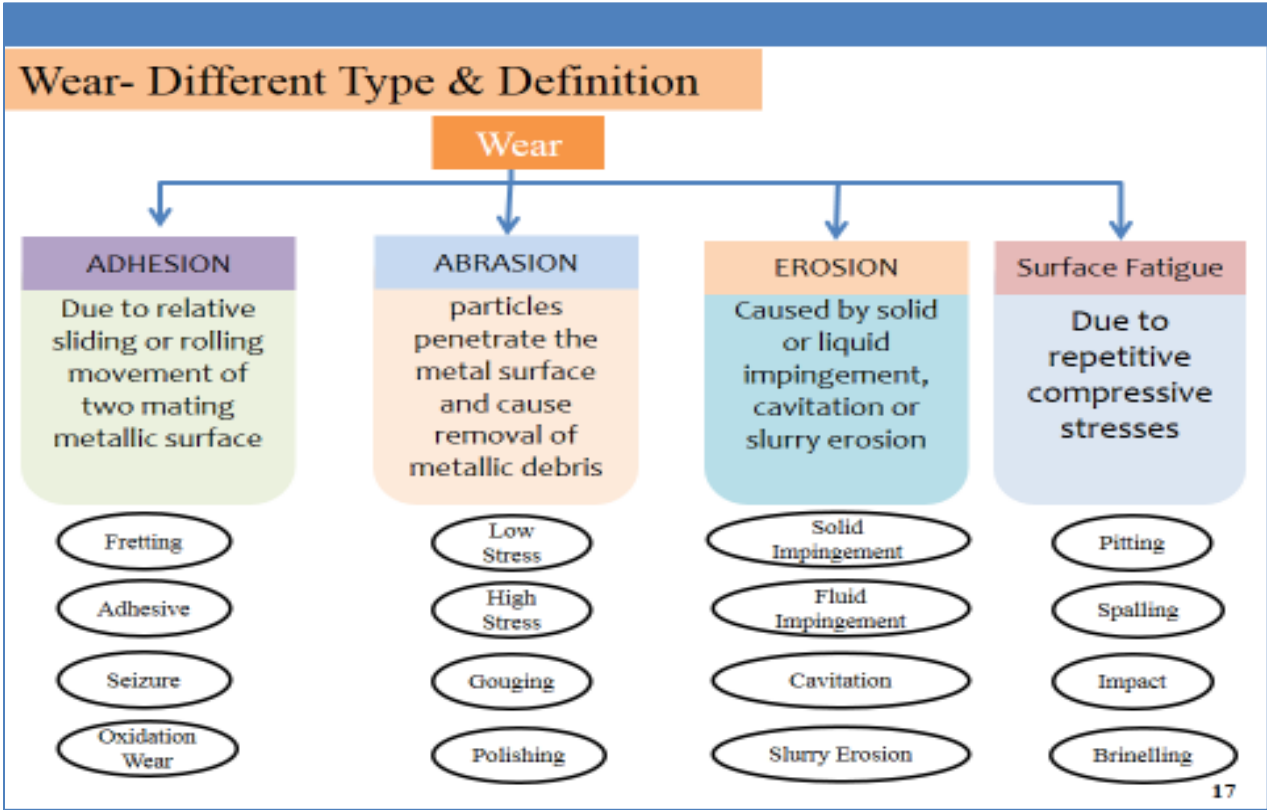 Wear- Different Type & Definition
Wear
ADHESION
Due to relative
sliding or rolling
movement of
two mating
metallic surface
Fretting
Adhesive
Seizure
Oxidation
Wear
ABRASION
particles
penetrate the
metal surface
and cause
removal of
metallic debris
Low
Stress
High
Stress
Gouging
Polishing
EROSION
Caused by solid
or liquid
impingement,
cavitation or
slurry erosion
Solid
Impingement
Fluid
Impingement
Cavitation
Slurry Erosion
Surface Fatigue
Due to
repetitive
compressive
stresses
Pitting
Spalling
Impact
Brinelling
17